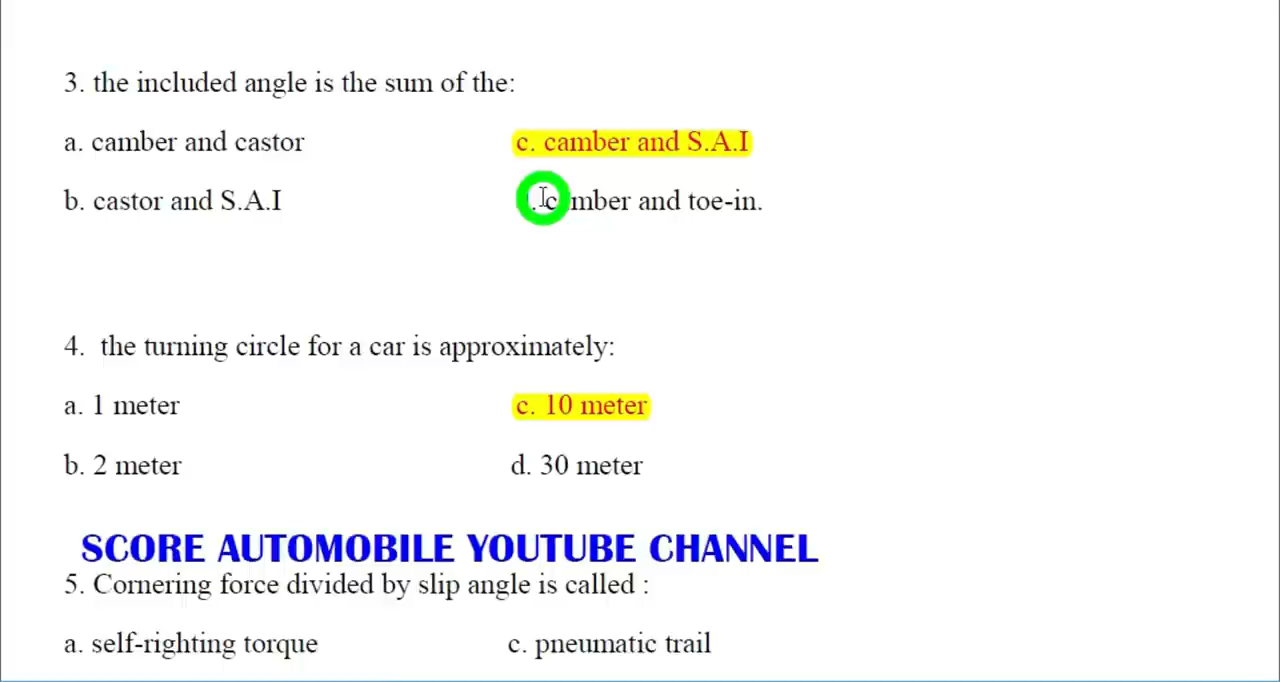 3. the included angle is the sum of the:
a. camber and castor c. camber and S.A.I
b. castor and S.A.I and toe-in.
4. the turning circle for a car is approximately:
a. 1 meter c. 10 meter
b. 2 meter d. 30 meter
SCORE AUTOMOBILE YOUTUBE CHANNEL
5. Cornering force divided by slip angle is called :
a. self-righting torque c. pneumatic trail